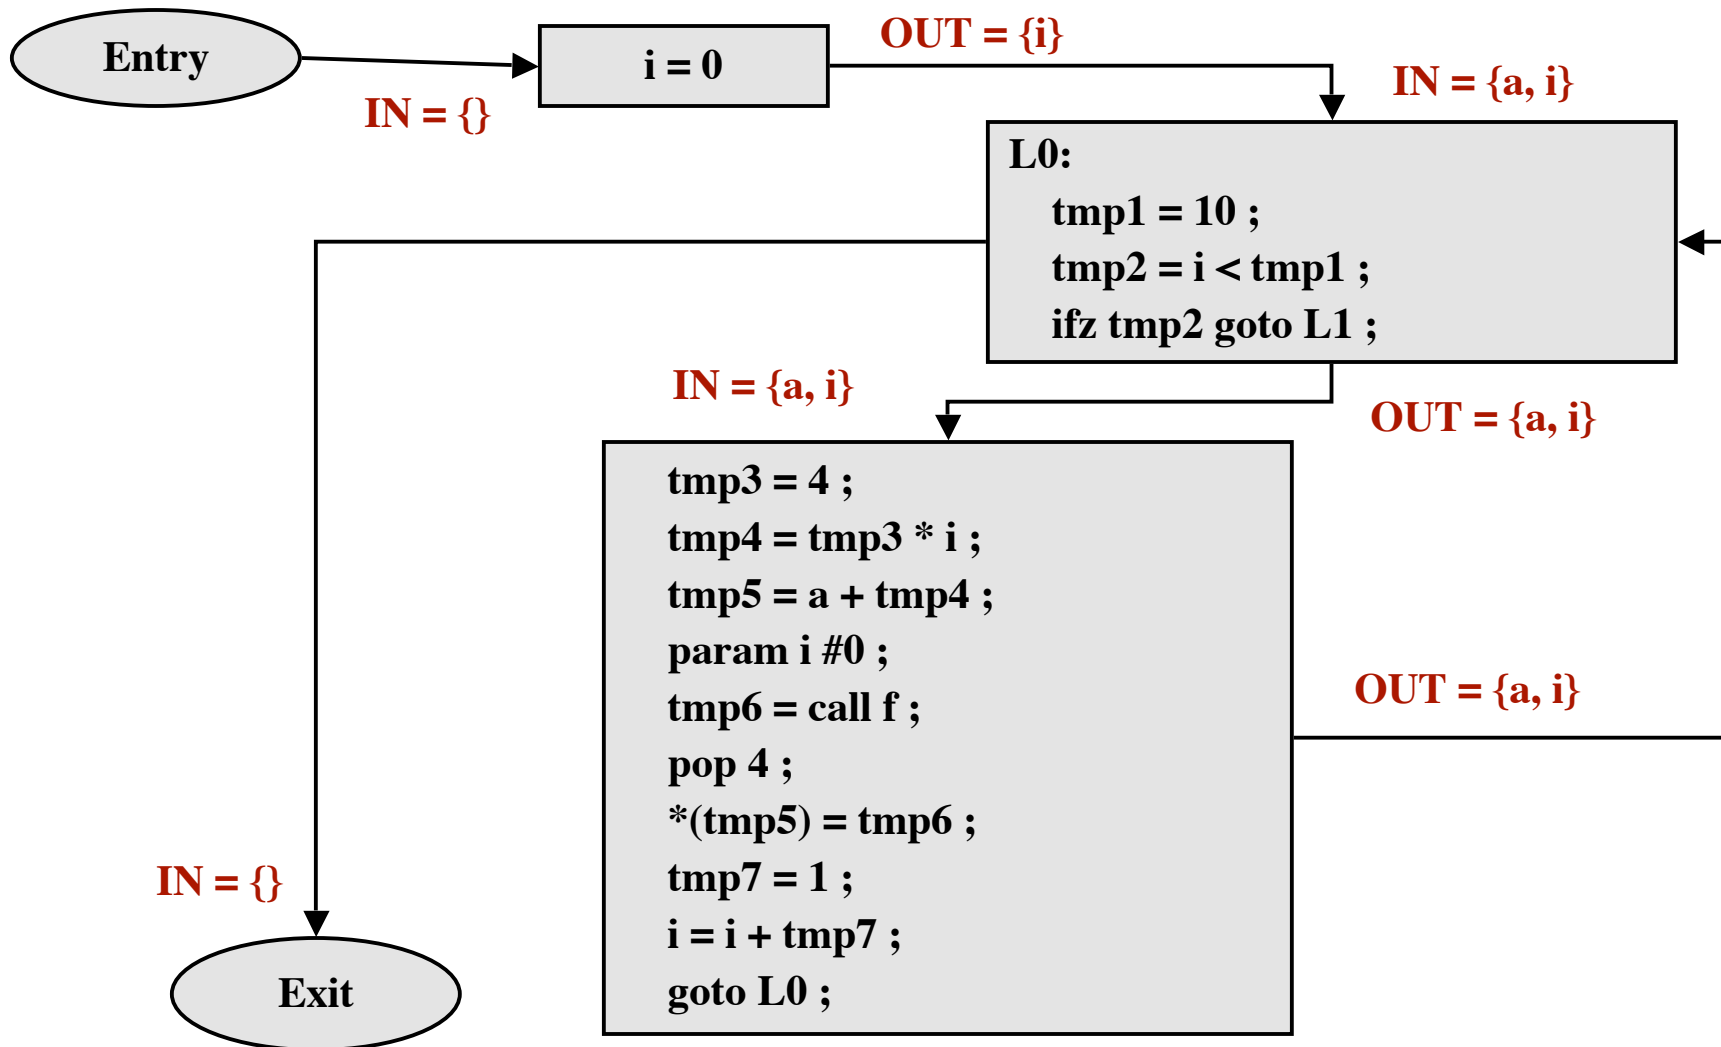 Entry
i = 0
OUT = {i}
IN = {}
IN = {a, i}
L0:
tmp1 = 10 ;
tmp2 = i < tmp1 ;
ifz tmp2 goto L1 ;
IN = {a, i}
OUT = {a, i}
tmp3 = 4 ;
tmp4 = tmp3 * i ;
tmp5 = a + tmp4 ;
param i #0 ;
tmp6 = call f ;
pop 4 ;
*(tmp5) = tmp6 ;
tmp7 = 1 ;
i = i + tmp7 ;
goto L0 ;
OUT = {a, i}
IN = {}
Exit